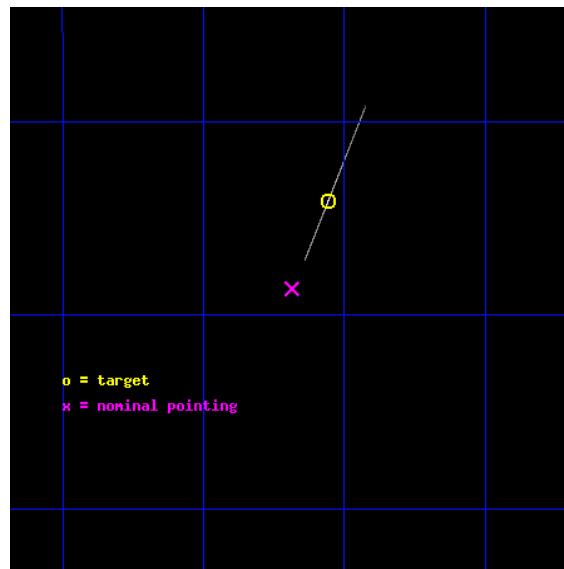 o = target
x = nominal pointing